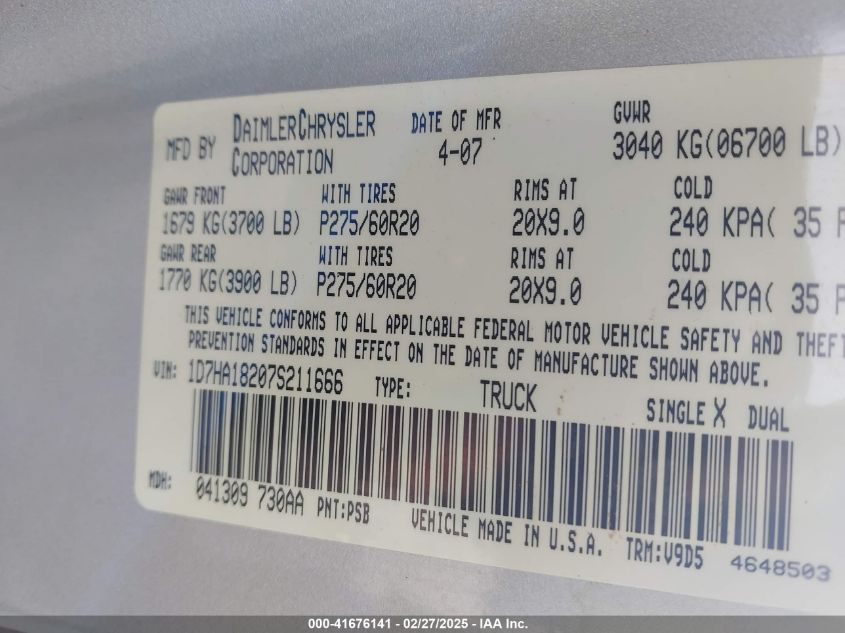 MFD BY DAIMLERCHRYSLER CORPORATION DATE OF MFR 4-07 GVWR 3040 KG(06700 LB)
GAWR FRONT WITH TIRES RIMS AT COLD
1679 KG(3700 LB) P275/60R20 20X9.0 240 KPA( 35 P
GAWR REAR WITH TIRES RIMS AT COLD
1770 KG(3900 LB) P275/60R20 20X9.0 240 KPA( 35 P
THIS VEHICLE CONFORMS TO ALL APPLICABLE FEDERAL MOTOR VEHICLE SAFETY AND THEFT
PREVENTION STANDARDS IN EFFECT ON THE DATE OF MANUFACTURE SHOWN ABOVE.
VIN: 1D7HA18207S211666 TYPE: TRUCK SINGLE X DUAL
MDH: 041309 730AA PNT:PSB VEHICLE MADE IN U.S.A. TRM:V9D5 4648503
000-41676141 - 02/27/2025 - IAA Inc.